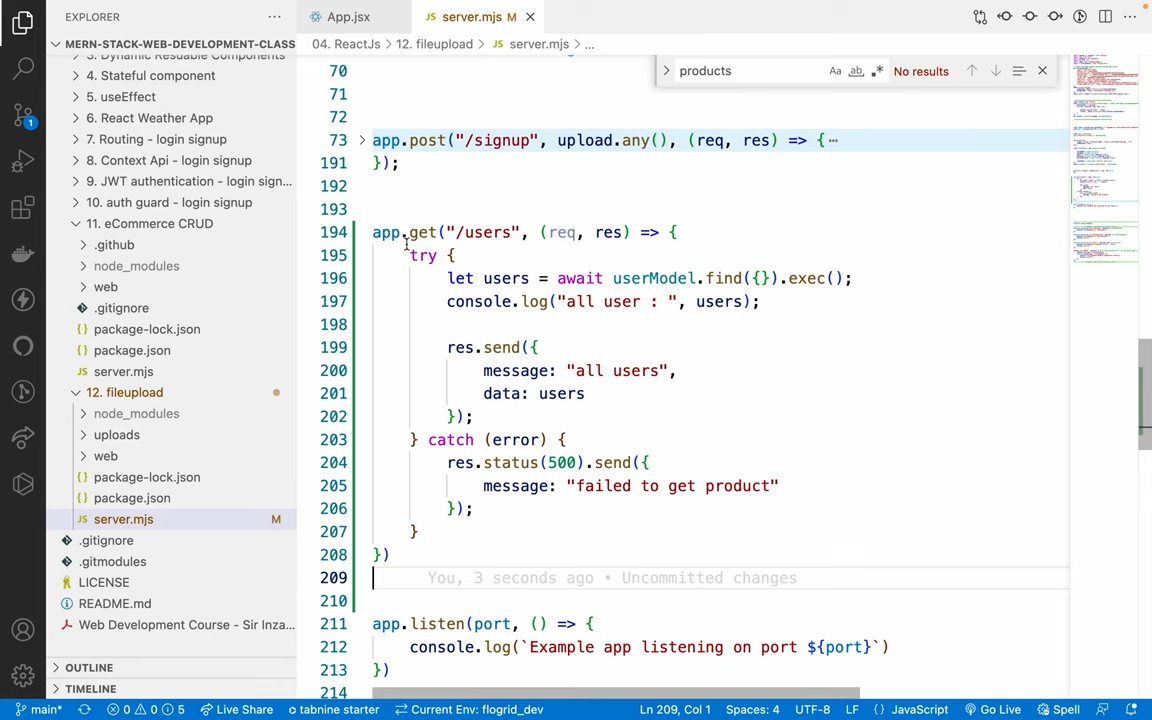 EXPLORER
App.jsx
server.mjs M
MERN-STACK-WEB-DEVELOPMENT-CLASS
04. ReactJs > 12. fileupload > JS server.mjs > ...
3. Dynamic Resuable Components
4. Stateful component
5. useEffect
6. React Weather App
7. Routing - login signup
8. Context Api - login signup
9. JWT authentication - login sign...
10. auth guard - login signup
11. eCommerce CRUD
.github
node_modules
web
.gitignore
package-lock.json
package.json
JS server.mjs
12. fileupload
node_modules
uploads
web
package-lock.json
package.json
JS server.mjs M
.gitignore
.gitmodules
LICENSE
README.md
Web Development Course - Sir Inza...
OUTLINE
TIMELINE
products Aa ab No results
70
71
72
73 app.post("/signup", upload.any(), (req, res) => {…
191 });
192
193
194 app.get("/users", (req, res) => {
195 try {
196 let users = await userModel.find({}).exec();
197 console.log("all user : ", users);
198
199 res.send({
200 message: "all users",
201 data: users
202 });
203 } catch (error) {
204 res.status(500).send({
205 message: "failed to get product"
206 });
207 }
208 })
209 You, 3 seconds ago • Uncommitted changes
210
211 app.listen(port, () => {
212 console.log(`Example app listening on port ${port}`)
213 })
214
main* 0 0 5 Live Share tabnine starter Current Env: flogrid_dev Ln 209, Col 1 Spaces: 4 UTF-8 LF {} JavaScript Go Live Spell